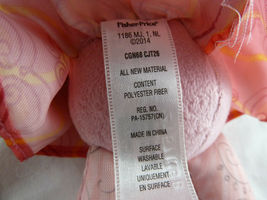 Fisher-Price
1186 MJ, 1, NL
©2014
CGN68 CJT26
ALL NEW MATERIAL
CONTENT
POLYESTER FIBER
REG. NO.
PA-15757(CN)
MADE IN CHINA
SURFACE
WASHABLE
LAVABLE
UNIQUEMENT
EN SURFACE